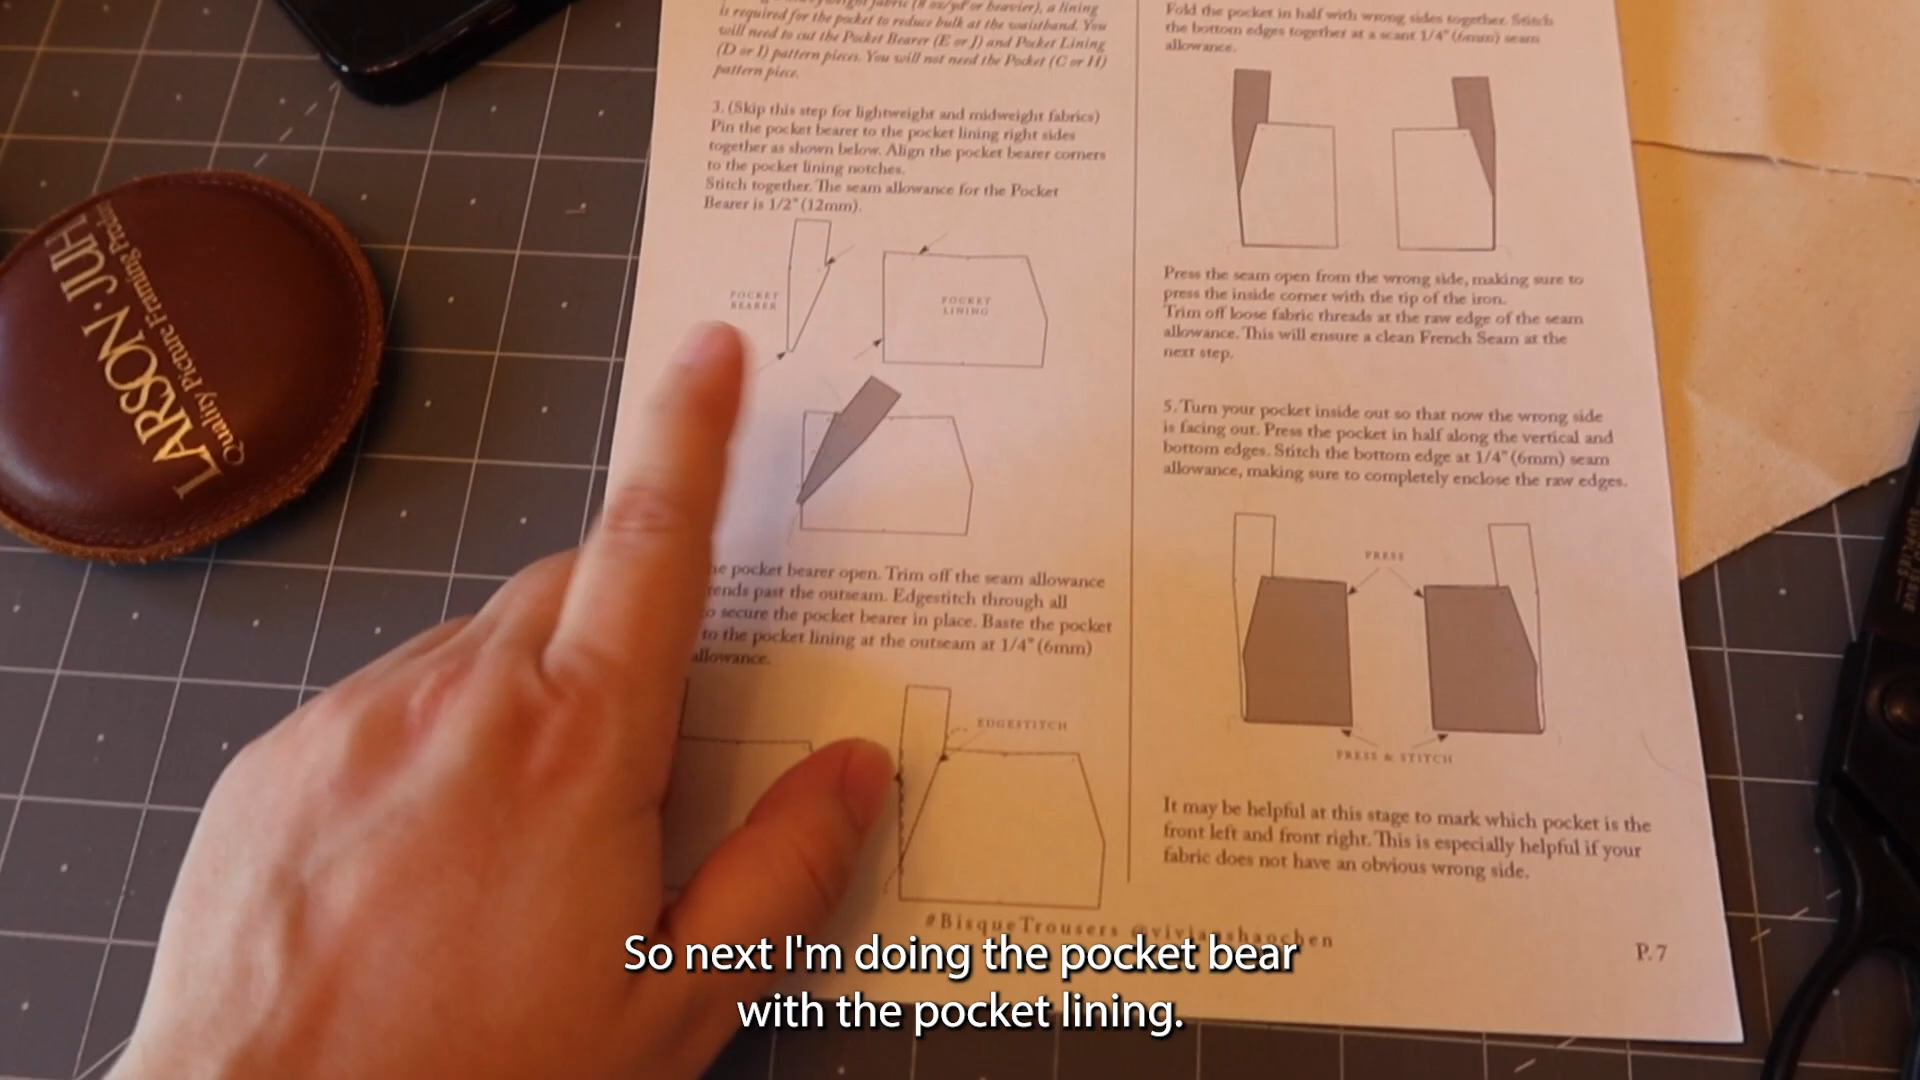 is required for the pocket to reduce bulk at the waistband. You
will need to cut the Pocket Bearer (E or J) and Pocket Lining
(D or I) pattern pieces. You will not need the Pocket (C or H)
pattern piece.
3. (Skip this step for lightweight and midweight fabrics)
Pin the pocket bearer to the pocket lining right sides
together as shown below. Align the pocket bearer corners
to the pocket lining notches.
Stitch together. The seam allowance for the Pocket
Bearer is 1/2" (12mm).
POCKET
BEARER
POCKET
LINING
pocket bearer open. Trim off the seam allowance
past the outseam. Edgestitch through all
secure the pocket bearer in place. Baste the pocket
to the pocket lining at the outseam at 1/4" (6mm)
allowance.
EDGESTITCH
Fold the pocket in half with wrong sides together. Stitch
the bottom edges together at a scant 1/4" (6mm) seam
allowance.
Press the seam open from the wrong side, making sure to
press the inside corner with the tip of the iron.
Trim off loose fabric threads at the raw edge of the seam
allowance. This will ensure a clean French Seam at the
next step.
5. Turn your pocket inside out so that now the wrong side
is facing out. Press the pocket in half along the vertical and
bottom edges. Stitch the bottom edge at 1/4" (6mm) seam
allowance, making sure to completely enclose the raw edges.
PRESS
PRESS & STITCH
It may be helpful at this stage to mark which pocket is the
front left and front right. This is especially helpful if your
fabric does not have an obvious wrong side.
#BisqueTrousers @vivianshaochen
P. 7
LARSON·JUHL
Quality Picture Framing
So next I'm doing the pocket bear
with the pocket lining.